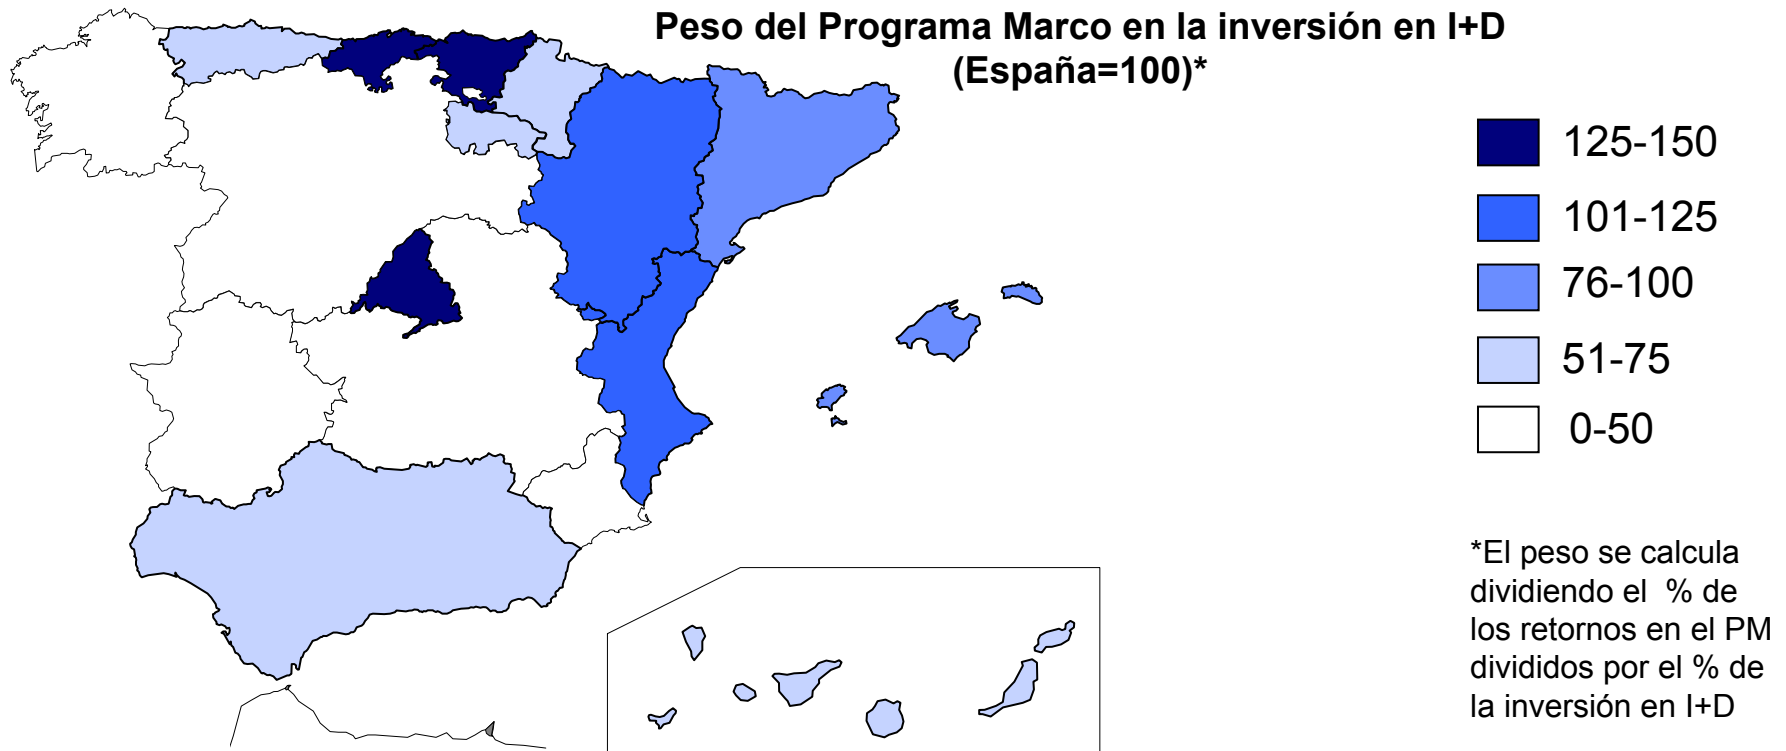 Peso del Programa Marco en la inversión en I+D
(España=100)*
125-150
101-125
76-100
51-75
0-50
*El peso se calcula
dividiendo el % de
los retornos en el PM
divididos por el % de
la inversión en I+D